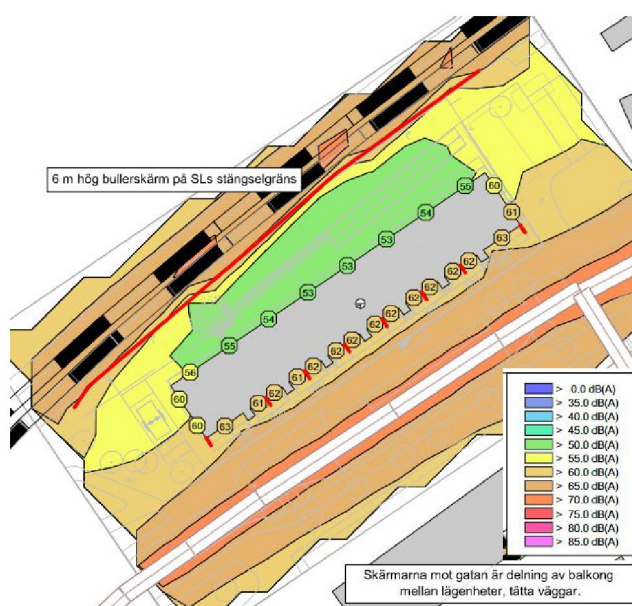 6 m hög bullerskärm på SLs stängselgräns
55
60
54
61
53
63
53
62
62
53
62
62
54
62
62
55
62
62
56
62
61
60
62
61
60
63
> 0.0 dB(A)
> 35.0 dB(A)
> 40.0 dB(A)
> 45.0 dB(A)
> 50.0 dB(A)
> 55.0 dB(A)
> 60.0 dB(A)
> 65.0 dB(A)
> 70.0 dB(A)
> 75.0 dB(A)
> 80.0 dB(A)
> 85.0 dB(A)
Skärmarna mot gatan är delning av balkong
mellan lägenheter, tätta väggar.